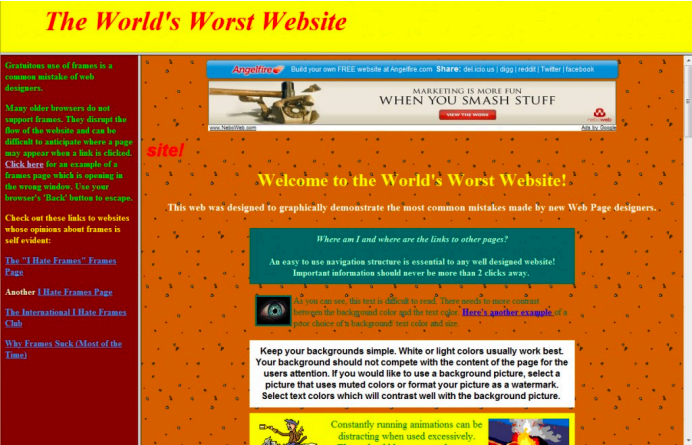 The World's Worst Website
Gratuitous use of frames is a
common mistake of web
designers.
Many older browsers do not
support frames. They disrupt the
flow of the website and can be
difficult to anticipate where a page
may appear when a link is clicked.
Click here for an example of a
frames page which is opening in
the wrong window. Use your
browser's 'Back' button to escape.
Check out these links to websites
whose opinions about frames is
self evident:
The "I Hate Frames" Frames
Page
Another I Hate Frames Page
The International I Hate Frames
Club
Why Frames Suck (Most of the
Time)
Angelfire Build your own FREE website at Angelfire.com Share: del.icio.us | digg | reddit | Twitter | facebook
MARKETING IS MORE FUN
WHEN YOU SMASH STUFF
VIEW THE WORK
neboweb
www.NeboWeb.com Ads by Google
site!
Welcome to the World's Worst Website!
This web was designed to graphically demonstrate the most common mistakes made by new Web Page designers.
Where am I and where are the links to other pages?
An easy to use navigation structure is essential to any well designed website!
Important information should never be more than 2 clicks away.
As you can see, this text is difficult to read. There needs to more contrast
between the background color and the text color. Here's another example of a
poor choice of background/ text color and size.
Keep your backgrounds simple. White or light colors usually work best.
Your background should not compete with the content of the page for the
users attention. If you would like to use a background picture, select a
picture that uses muted colors or format your picture as a watermark.
Select text colors which will contrast well with the background picture.
Constantly running animations can be
distracting when used excessively.